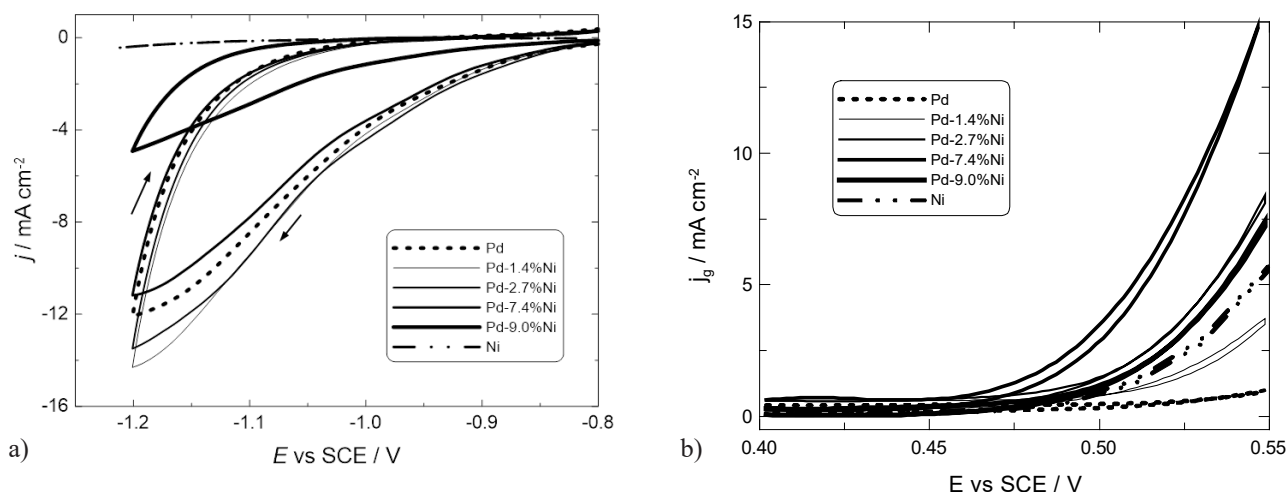 0
-4
-8
-12
-16
j / mA cm-2
-1.2
-1.1
-1.0
-0.9
-0.8
E vs SCE / V
Pd
Pd-1.4%Ni
Pd-2.7%Ni
Pd-7.4%Ni
Pd-9.0%Ni
Ni
a)
15
10
5
0
jg / mA cm-2
0.40
0.45
0.50
0.55
E vs SCE / V
Pd
Pd-1.4%Ni
Pd-2.7%Ni
Pd-7.4%Ni
Pd-9.0%Ni
Ni
b)